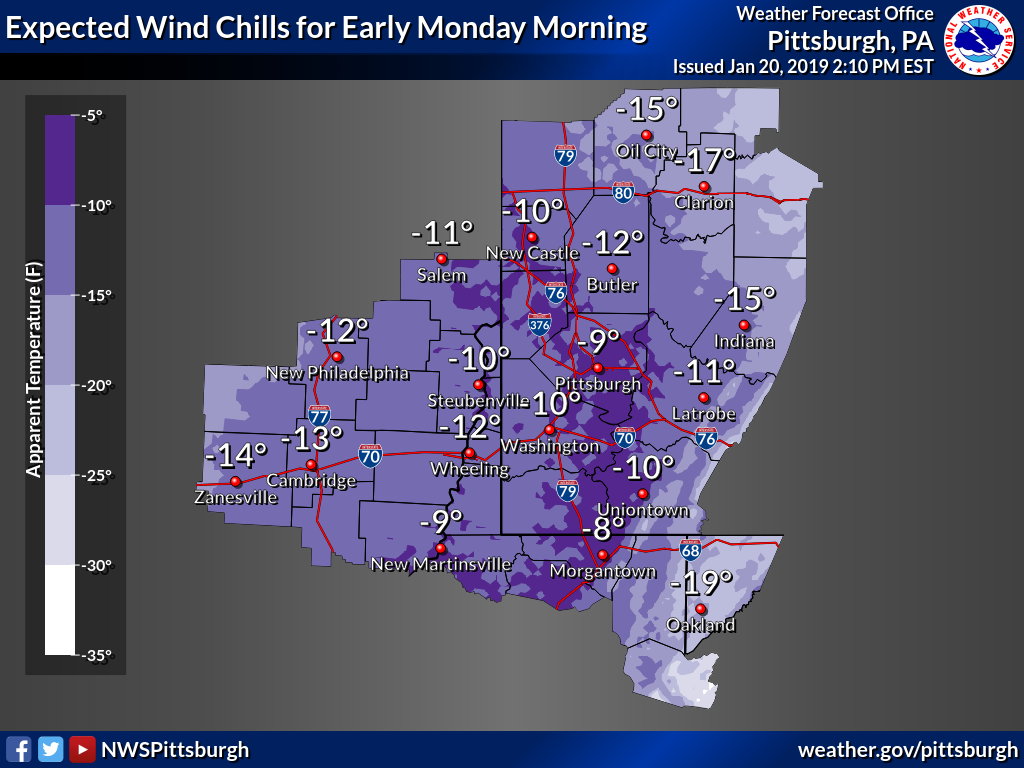 Expected Wind Chills for Early Monday Morning
Weather Forecast Office
Pittsburgh, PA
Issued Jan 20, 2019 2:10 PM EST
NATIONAL WEATHER SERVICE
Apparent Temperature (F)
-5°
-10°
-15°
-20°
-25°
-30°
-35°
-15°
Oil City
-17°
Clarion
79
80
-10°
New Castle
-11°
Salem
-12°
Butler
76
376
-15°
Indiana
-12°
New Philadelphia
-9°
Pittsburgh
-10°
Steubenville
-11°
Latrobe
-10°
Washington
77
-13°
Cambridge
-12°
Wheeling
70
70
76
-14°
Zanesville
-10°
Uniontown
79
-9°
New Martinsville
-8°
Morgantown
68
-19°
Oakland
NWSPittsburgh
weather.gov/pittsburgh